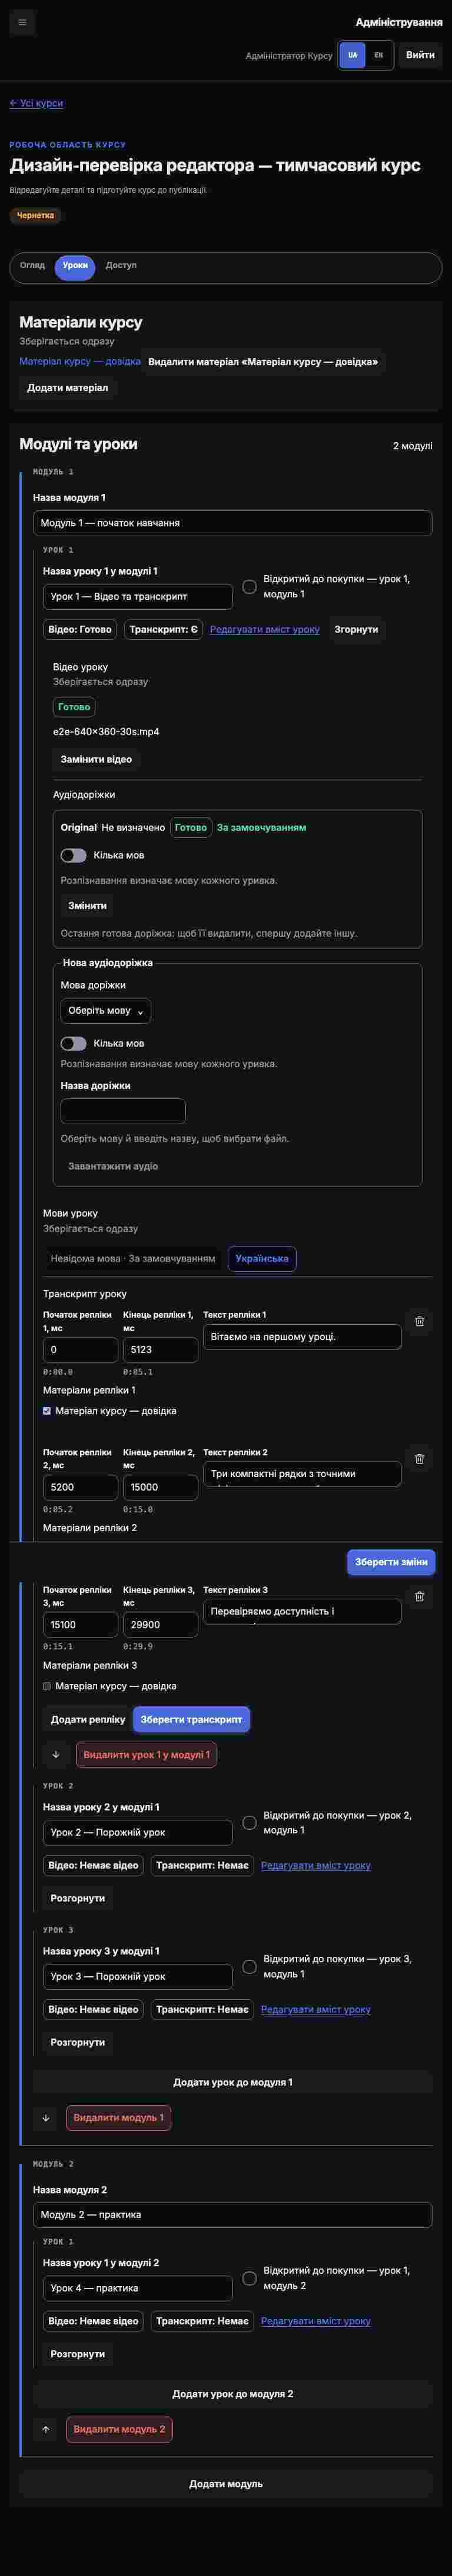 Адміністрування
Адміністратор Курсу UA EN Вийти
← Усі курси
РОБОЧА ОБЛАСТЬ КУРСУ
Дизайн-перевірка редактора — тимчасовий курс
Відредагуйте деталі та підготуйте курс до публікації.
Чернетка
Огляд Уроки Доступ
Матеріали курсу
Зберігається одразу
Матеріал курсу — довідка Видалити матеріал «Матеріал курсу — довідка»
Додати матеріал
Модулі та уроки 2 модулі
МОДУЛЬ 1
Назва модуля 1
Модуль 1 — початок навчання
УРОК 1
Назва уроку 1 у модулі 1
Урок 1 — Відео та транскрипт
Відкритий до покупки — урок 1,
модуль 1
Відео: Готово Транскрипт: Є Редагувати вміст уроку Згорнути
Відео уроку
Зберігається одразу
Готово
e2e-640x360-30s.mp4
Замінити відео
Аудіодоріжки
Original Не визначено Готово За замовчуванням
Кілька мов
Розпізнавання визначає мову кожного уривка.
Змінити
Остання готова доріжка: щоб її видалити, спершу додайте іншу.
Нова аудіодоріжка
Мова доріжки
Оберіть мову
Кілька мов
Розпізнавання визначає мову кожного уривка.
Назва доріжки
Оберіть мову й введіть назву, щоб вибрати файл.
Завантажити аудіо
Мови уроку
Зберігається одразу
Невідома мова · За замовчуванням Українська
Транскрипт уроку
Початок репліки 1, мс Кінець репліки 1, мс Текст репліки 1
0 5123 Вітаємо на першому уроці.
0:00.0 0:05.1
Матеріали репліки 1
Матеріал курсу — довідка
Початок репліки 2, мс Кінець репліки 2, мс Текст репліки 2
5200 15000 Три компактні рядки з точними
0:05.2 0:15.0
Матеріали репліки 2
Зберегти зміни
Початок репліки 3, мс Кінець репліки 3, мс Текст репліки 3
15100 29900 Перевіряємо доступність і
0:15.1 0:29.9
Матеріали репліки 3
Матеріал курсу — довідка
Додати репліку Зберегти транскрипт
↓ Видалити урок 1 у модулі 1
УРОК 2
Назва уроку 2 у модулі 1
Урок 2 — Порожній урок
Відкритий до покупки — урок 2,
модуль 1
Відео: Немає відео Транскрипт: Немає Редагувати вміст уроку
Розгорнути
УРОК 3
Назва уроку 3 у модулі 1
Урок 3 — Порожній урок
Відкритий до покупки — урок 3,
модуль 1
Відео: Немає відео Транскрипт: Немає Редагувати вміст уроку
Розгорнути
Додати урок до модуля 1
↓ Видалити модуль 1
МОДУЛЬ 2
Назва модуля 2
Модуль 2 — практика
УРОК 1
Назва уроку 1 у модулі 2
Урок 4 — практика
Відкритий до покупки — урок 1,
модуль 2
Відео: Немає відео Транскрипт: Немає Редагувати вміст уроку
Розгорнути
Додати урок до модуля 2
↑ Видалити модуль 2
Додати модуль